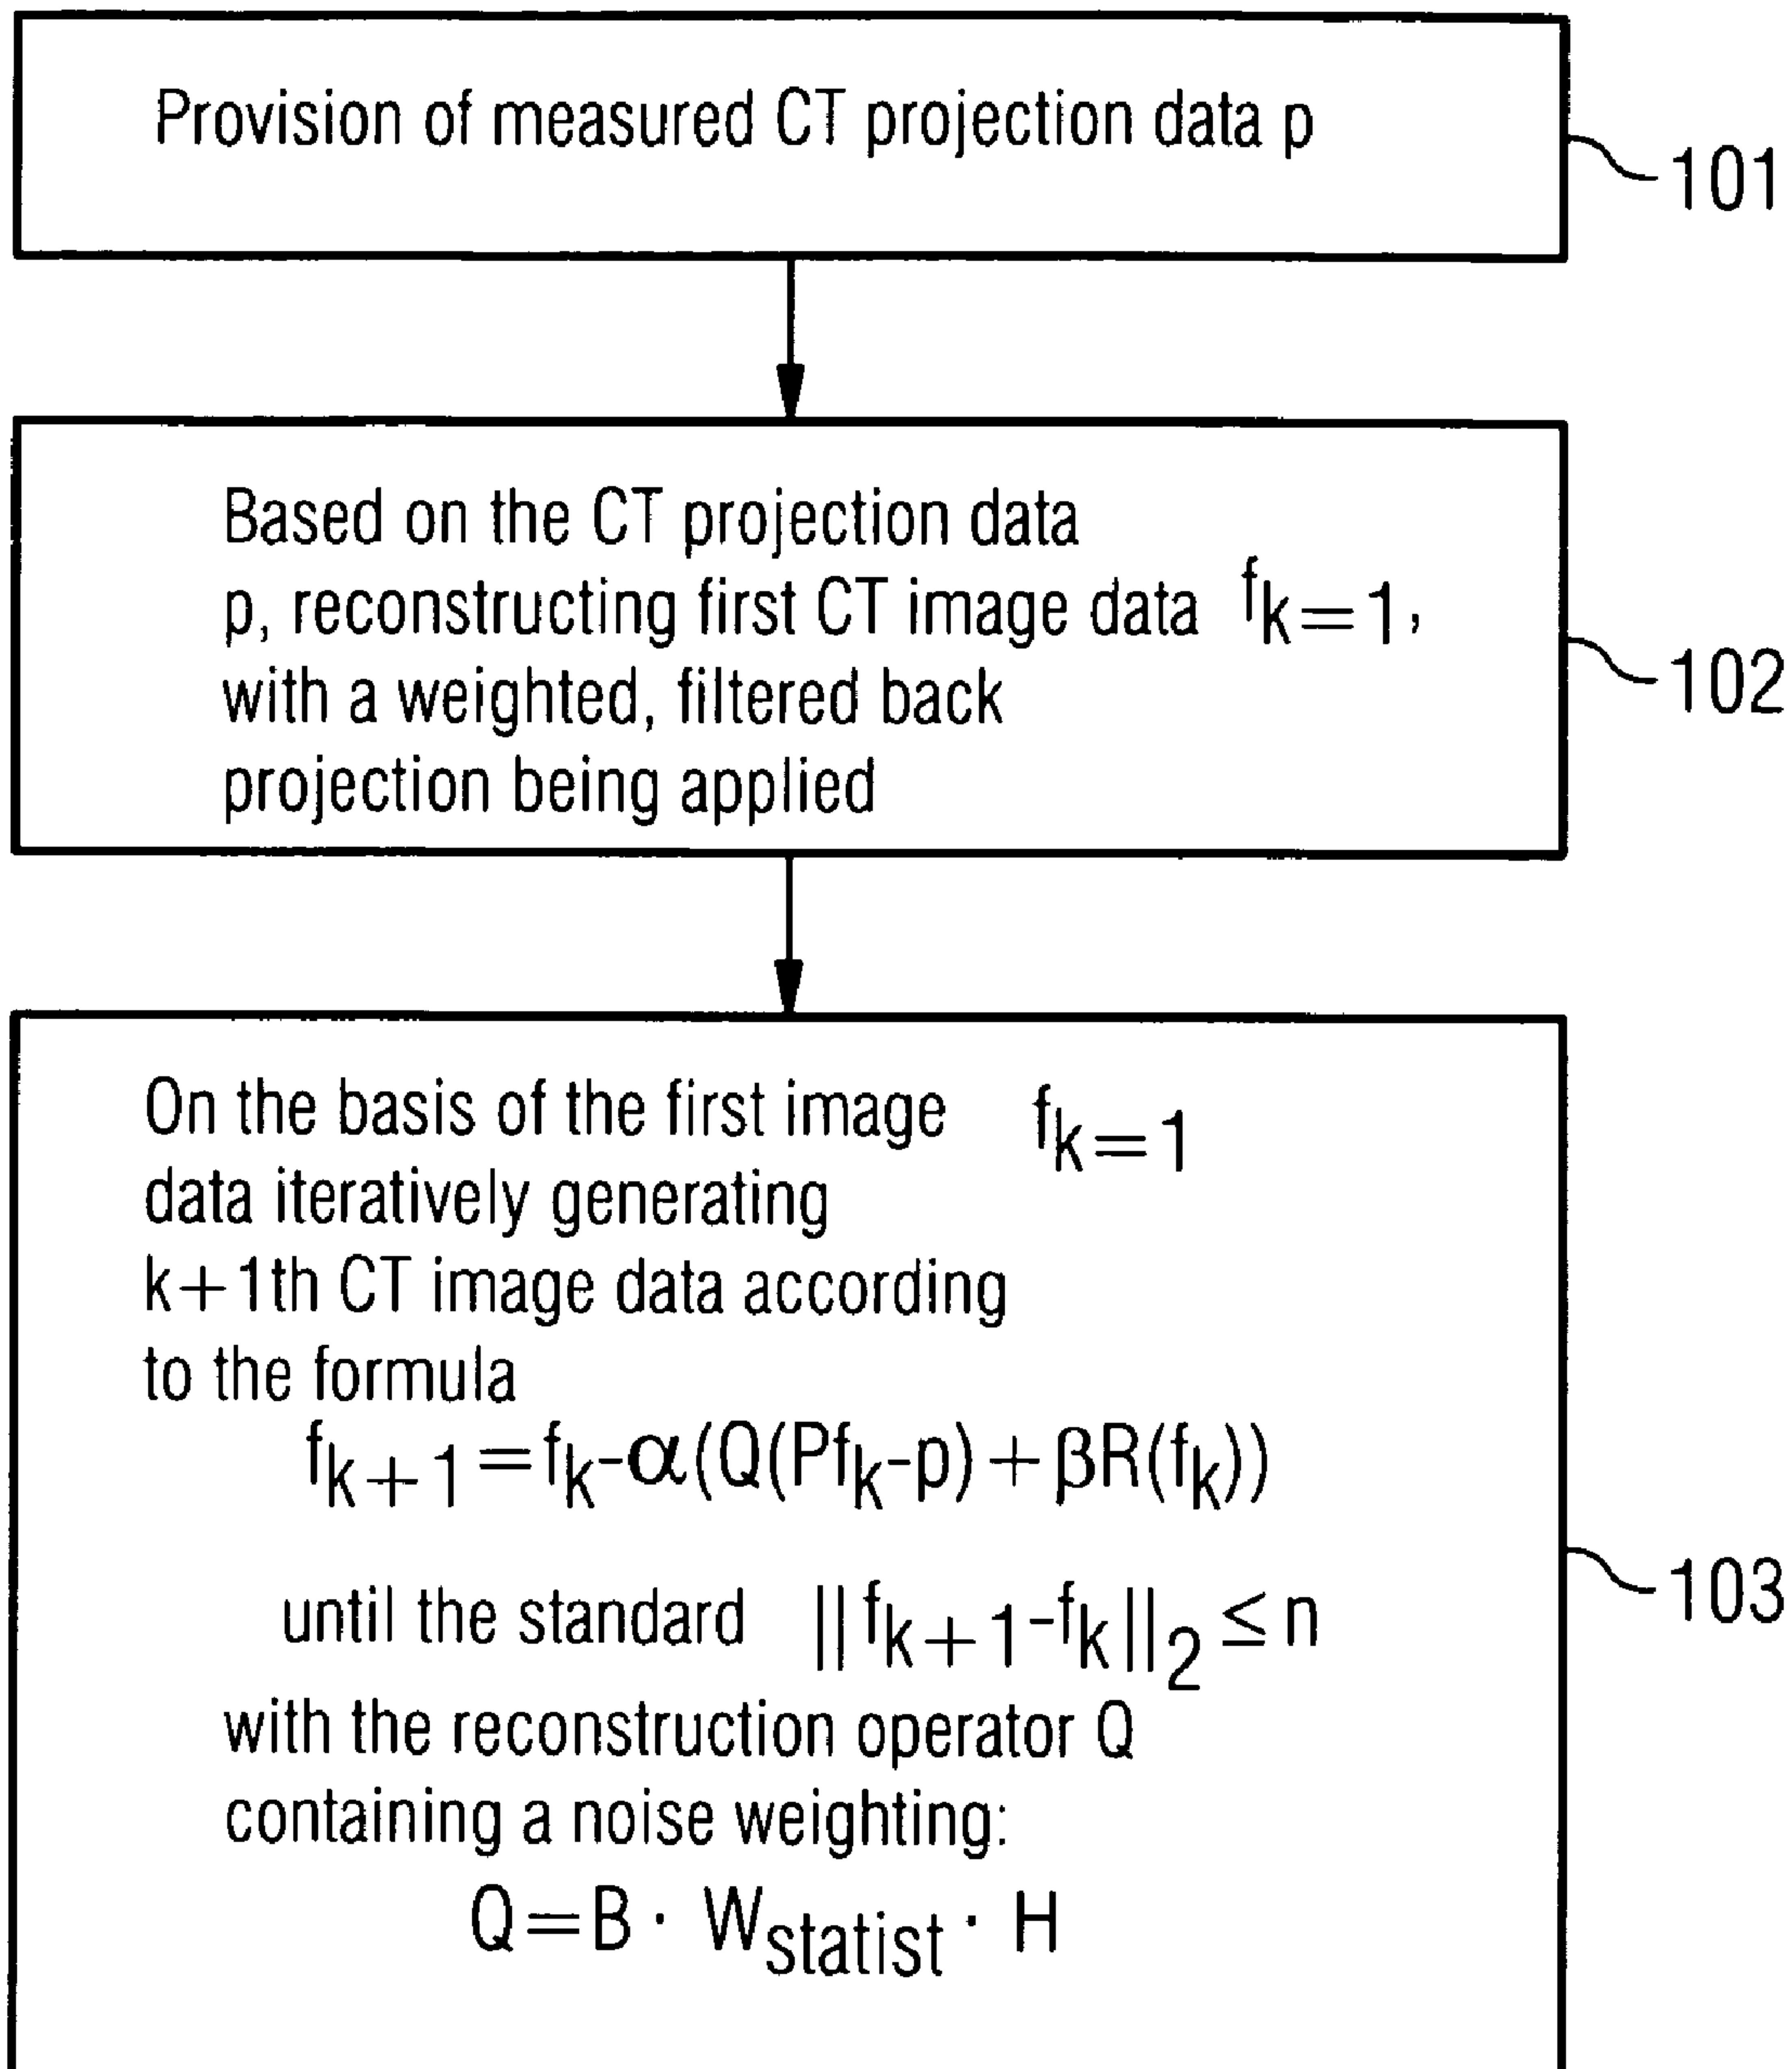 Provision of measured CT projection data p
101
Based on the CT projection data
p, reconstructing first CT image data f_{k=1},
with a weighted, filtered back
projection being applied
102
On the basis of the first image f_{k=1}
data iteratively generating
k+1th CT image data according
to the formula
f_{k+1}=f_k-α(Q(Pf_k-p)+βR(f_k))
until the standard ||f_{k+1}-f_k||_2 ≤ n
103
with the reconstruction operator Q
containing a noise weighting:
Q=B · W_{statist} · H